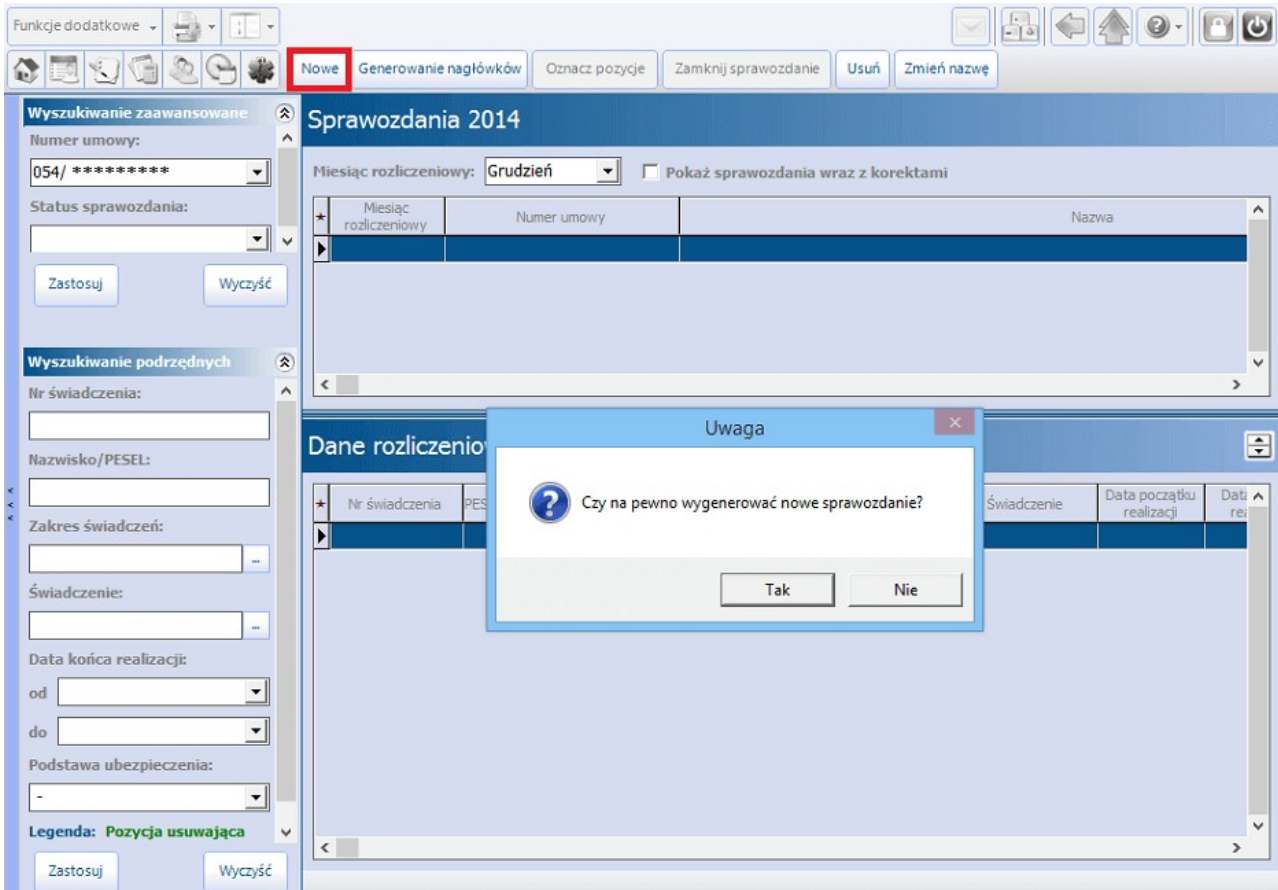 Funkcje dodatkowe
Nowe
Generowanie nagłówków
Oznacz pozycje
Zamknij sprawozdanie
Usuń
Zmień nazwę
Wyszukiwanie zaawansowane
Numer umowy:
054/ *********
Status sprawozdania:
Zastosuj
Wyczyść
Wyszukiwanie podrzędnych
Nr świadczenia:
Nazwisko/PESEL:
Zakres świadczeń:
...
Świadczenie:
...
Data końca realizacji:
od
do
Podstawa ubezpieczenia:
-
Legenda: Pozycja usuwająca
Zastosuj
Wyczyść
Sprawozdania 2014
Miesiąc rozliczeniowy: Grudzień
Pokaż sprawozdania wraz z korektami
Miesiąc
rozliczeniowy
Numer umowy
Nazwa
Dane rozliczenio
Nr świadczenia
PES
Świadczenie
Data początku
realizacji
Data
rea
Uwaga
Czy na pewno wygenerować nowe sprawozdanie?
Tak
Nie